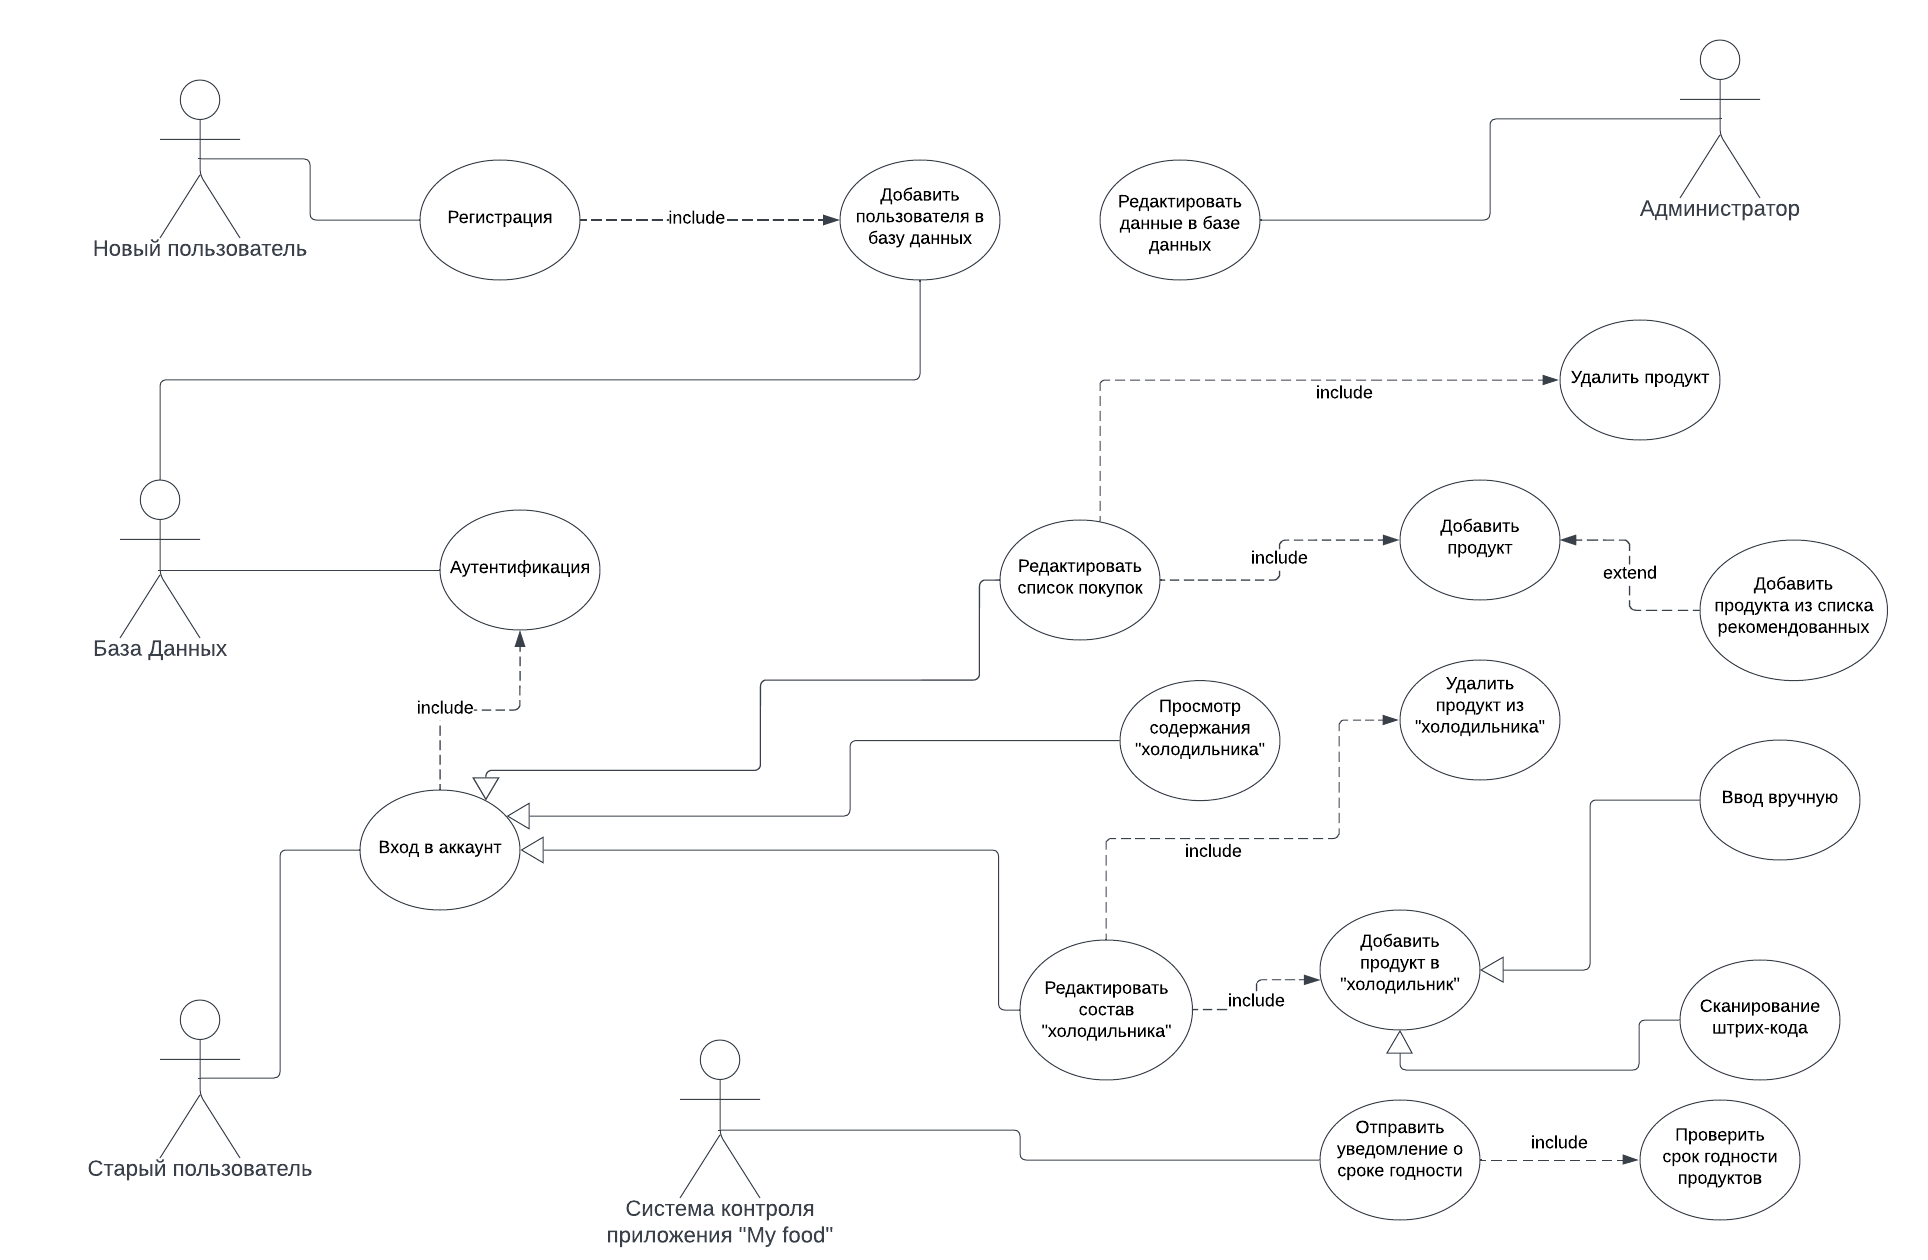 Новый пользователь
Регистрация
include
Добавить
пользователя в
базу данных
Редактировать
данные в базе
данных
Администратор
Удалить продукт
include
База Данных
Аутентификация
include
Редактировать
список покупок
include
Добавить
продукт
extend
Добавить
продукта из списка
рекомендованных
Просмотр
содержания
"холодильника"
Удалить
продукт из
"холодильника"
include
Ввод вручную
Вход в аккаунт
Редактировать
состав
"холодильника"
include
Добавить
продукт в
"холодильник"
Сканирование
штрих-кода
Старый пользователь
Система контроля
приложения "My food"
Отправить
уведомление о
сроке годности
include
Проверить
срок годности
продуктов